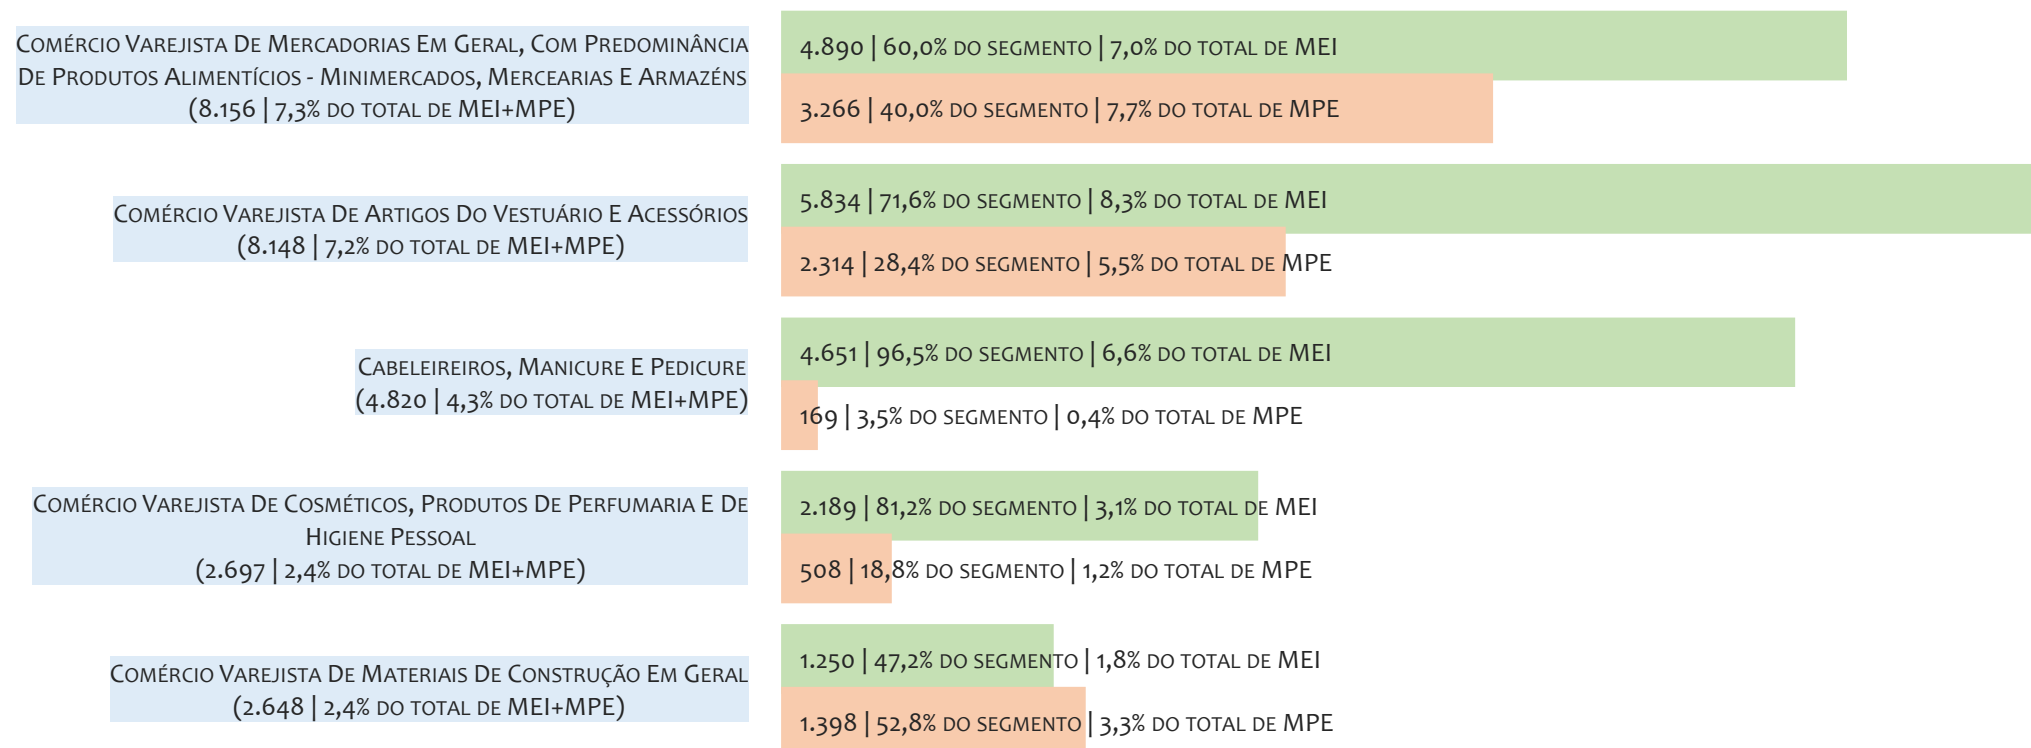 Comércio Varejista De Mercadorias Em Geral, Com Predominância
De Produtos Alimentícios - Minimercados, Mercearias E Armazéns
(8.156 | 7,3% do total de MEI+MPE)
4.890 | 60,0% do segmento | 7,0% do total de MEI
3.266 | 40,0% do segmento | 7,7% do total de MPE
Comércio Varejista De Artigos Do Vestuário E Acessórios
(8.148 | 7,2% do total de MEI+MPE)
5.834 | 71,6% do segmento | 8,3% do total de MEI
2.314 | 28,4% do segmento | 5,5% do total de MPE
Cabeleireiros, Manicure E Pedicure
(4.820 | 4,3% do total de MEI+MPE)
4.651 | 96,5% do segmento | 6,6% do total de MEI
169 | 3,5% do segmento | 0,4% do total de MPE
Comércio Varejista De Cosméticos, Produtos De Perfumaria E De
Higiene Pessoal
(2.697 | 2,4% do total de MEI+MPE)
2.189 | 81,2% do segmento | 3,1% do total de MEI
508 | 18,8% do segmento | 1,2% do total de MPE
Comércio Varejista De Materiais De Construção Em Geral
(2.648 | 2,4% do total de MEI+MPE)
1.250 | 47,2% do segmento | 1,8% do total de MEI
1.398 | 52,8% do segmento | 3,3% do total de MPE